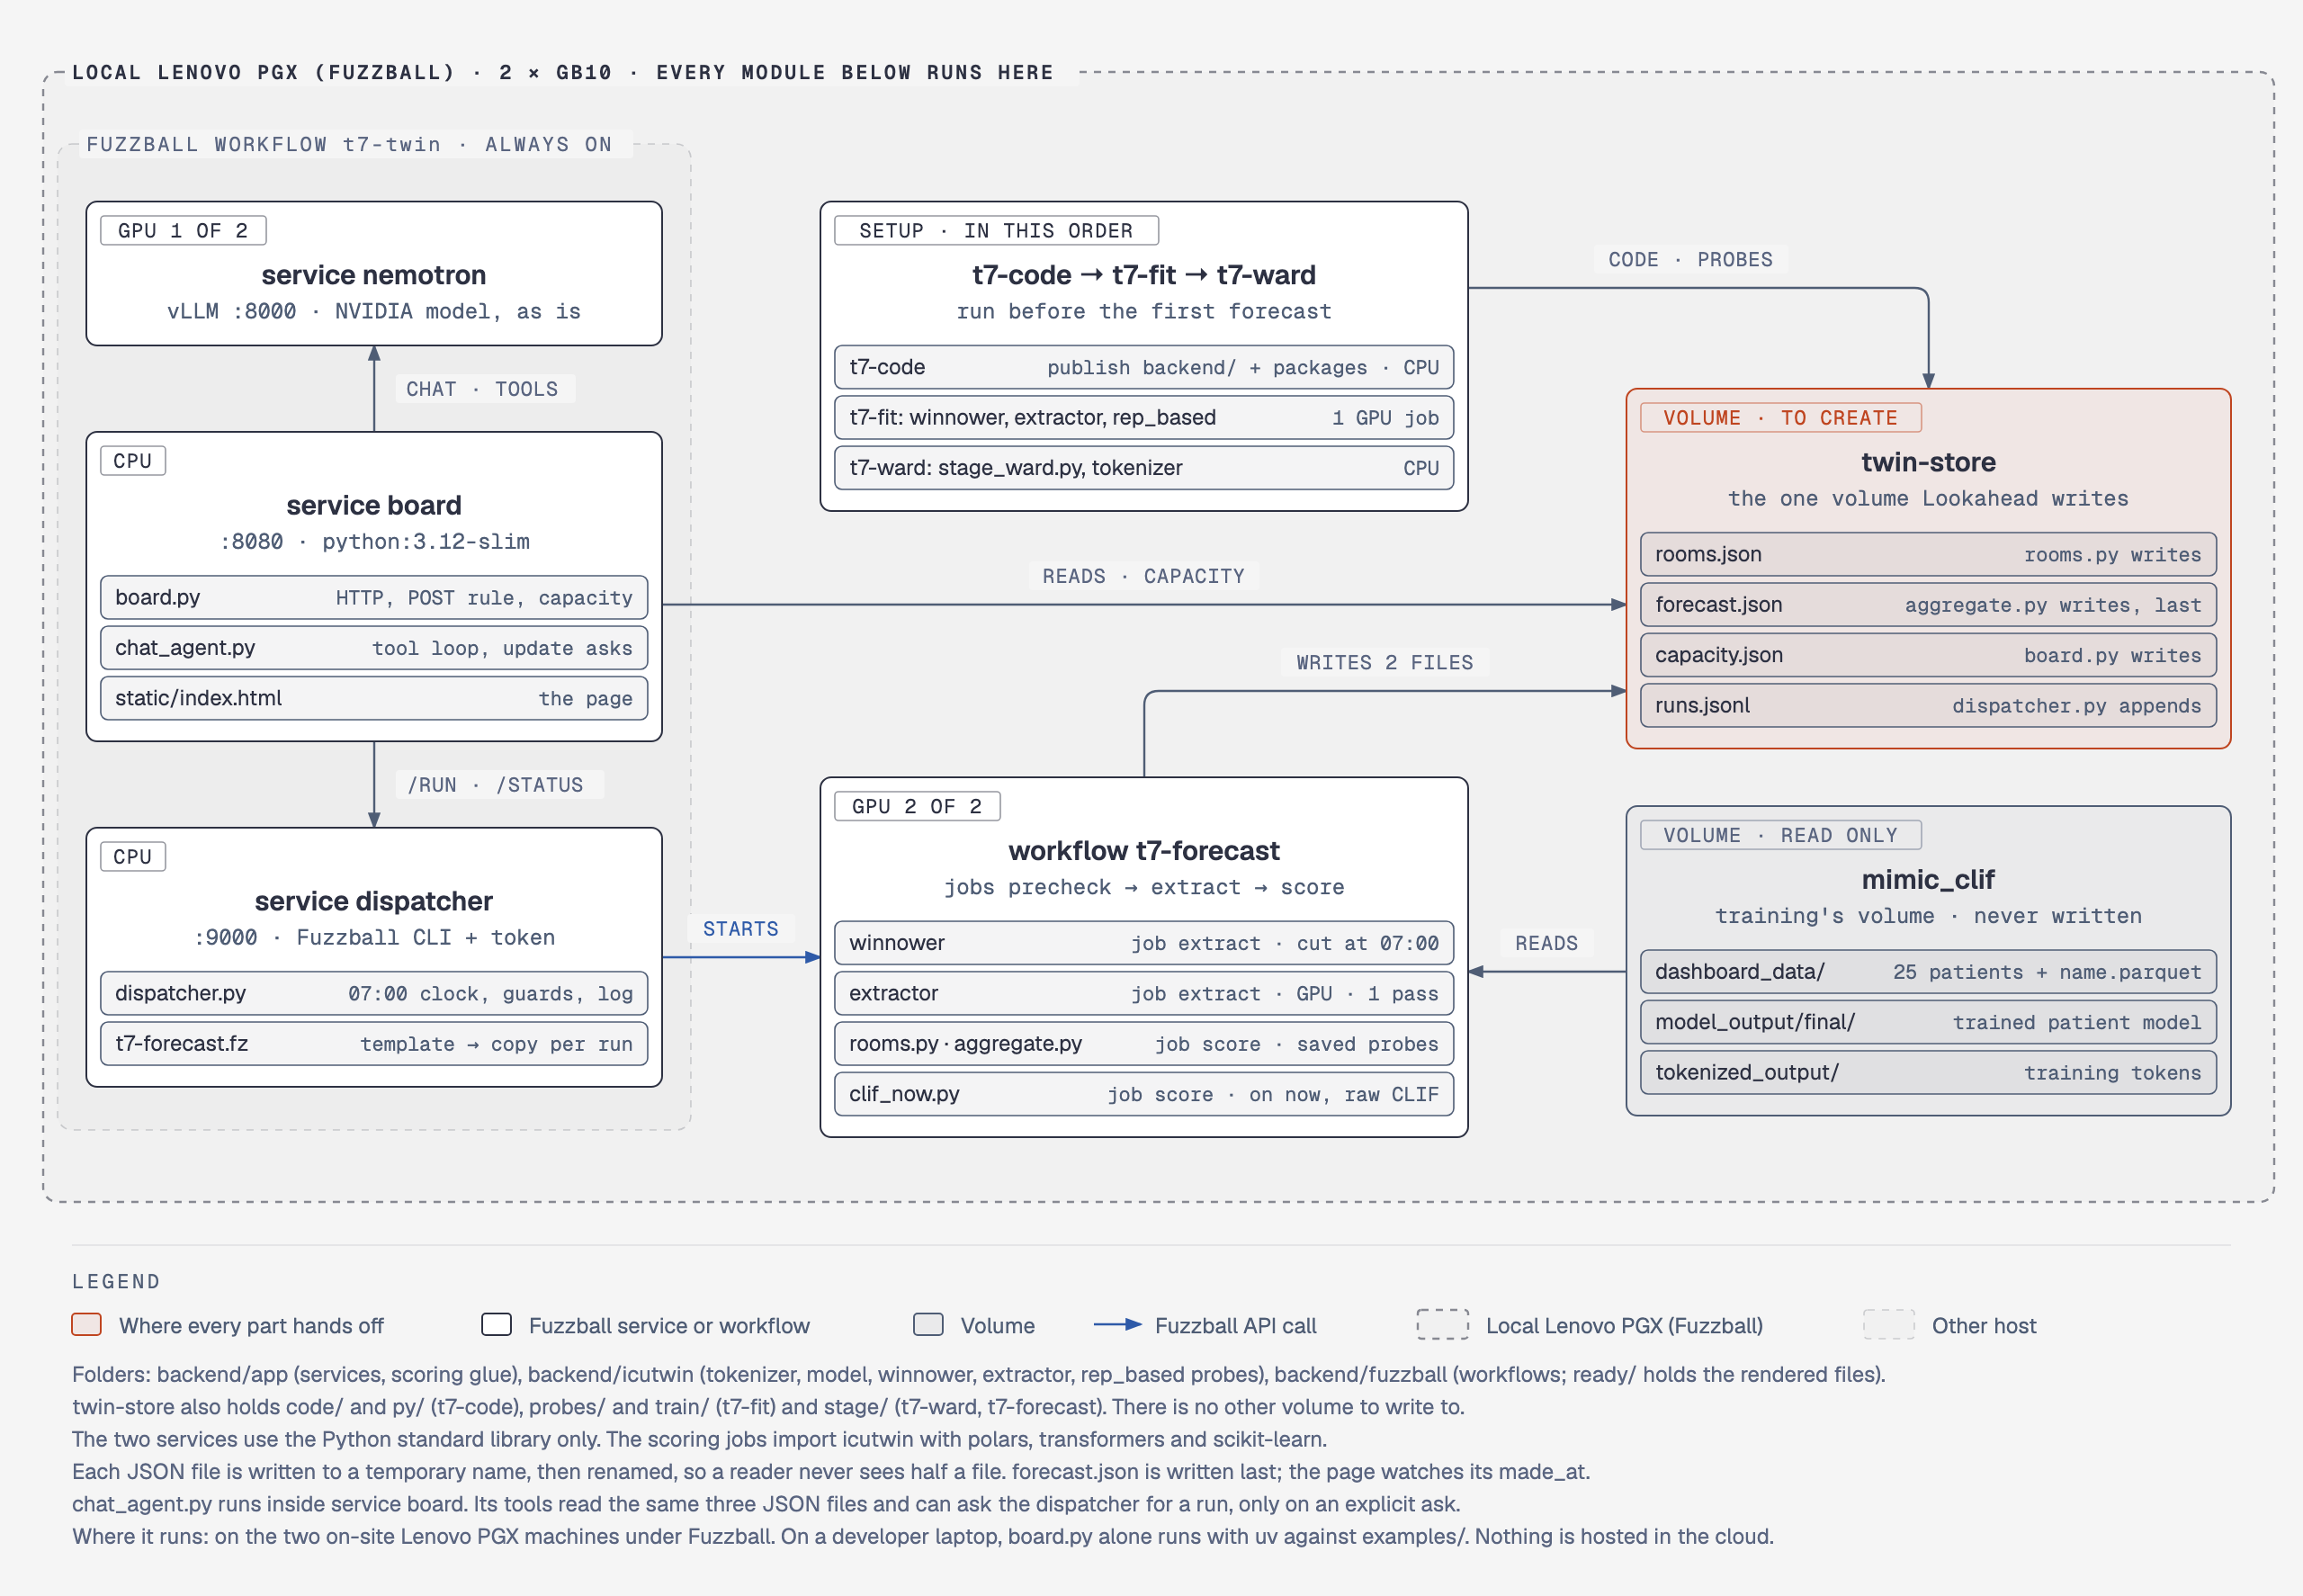 LOCAL LENOVO PGX (FUZZBALL) · 2 × GB10 · EVERY MODULE BELOW RUNS HERE
FUZZBALL WORKFLOW t7-twin · ALWAYS ON
GPU 1 OF 2
service nemotron
vLLM :8000 · NVIDIA model, as is
CHAT · TOOLS
CPU
service board
:8080 · python:3.12-slim
board.py HTTP, POST rule, capacity
chat_agent.py tool loop, update asks
static/index.html the page
/RUN · /STATUS
CPU
service dispatcher
:9000 · Fuzzball CLI + token
dispatcher.py 07:00 clock, guards, log
t7-forecast.fz template → copy per run
STARTS
SETUP · IN THIS ORDER
t7-code → t7-fit → t7-ward
run before the first forecast
t7-code publish backend/ + packages · CPU
t7-fit: winnower, extractor, rep_based 1 GPU job
t7-ward: stage_ward.py, tokenizer CPU
CODE · PROBES
READS · CAPACITY
WRITES 2 FILES
GPU 2 OF 2
workflow t7-forecast
jobs precheck → extract → score
winnower job extract · cut at 07:00
extractor job extract · GPU · 1 pass
rooms.py · aggregate.py job score · saved probes
clif_now.py job score · on now, raw CLIF
READS
VOLUME · TO CREATE
twin-store
the one volume Lookahead writes
rooms.json rooms.py writes
forecast.json aggregate.py writes, last
capacity.json board.py writes
runs.jsonl dispatcher.py appends
VOLUME · READ ONLY
mimic_clif
training's volume · never written
dashboard_data/ 25 patients + name.parquet
model_output/final/ trained patient model
tokenized_output/ training tokens
LEGEND
Where every part hands off
Fuzzball service or workflow
Volume
Fuzzball API call
Local Lenovo PGX (Fuzzball)
Other host
Folders: backend/app (services, scoring glue), backend/icutwin (tokenizer, model, winnower, extractor, rep_based probes), backend/fuzzball (workflows; ready/ holds the rendered files).
twin-store also holds code/ and py/ (t7-code), probes/ and train/ (t7-fit) and stage/ (t7-ward, t7-forecast). There is no other volume to write to.
The two services use the Python standard library only. The scoring jobs import icutwin with polars, transformers and scikit-learn.
Each JSON file is written to a temporary name, then renamed, so a reader never sees half a file. forecast.json is written last; the page watches its made_at.
chat_agent.py runs inside service board. Its tools read the same three JSON files and can ask the dispatcher for a run, only on an explicit ask.
Where it runs: on the two on-site Lenovo PGX machines under Fuzzball. On a developer laptop, board.py alone runs with uv against examples/. Nothing is hosted in the cloud.